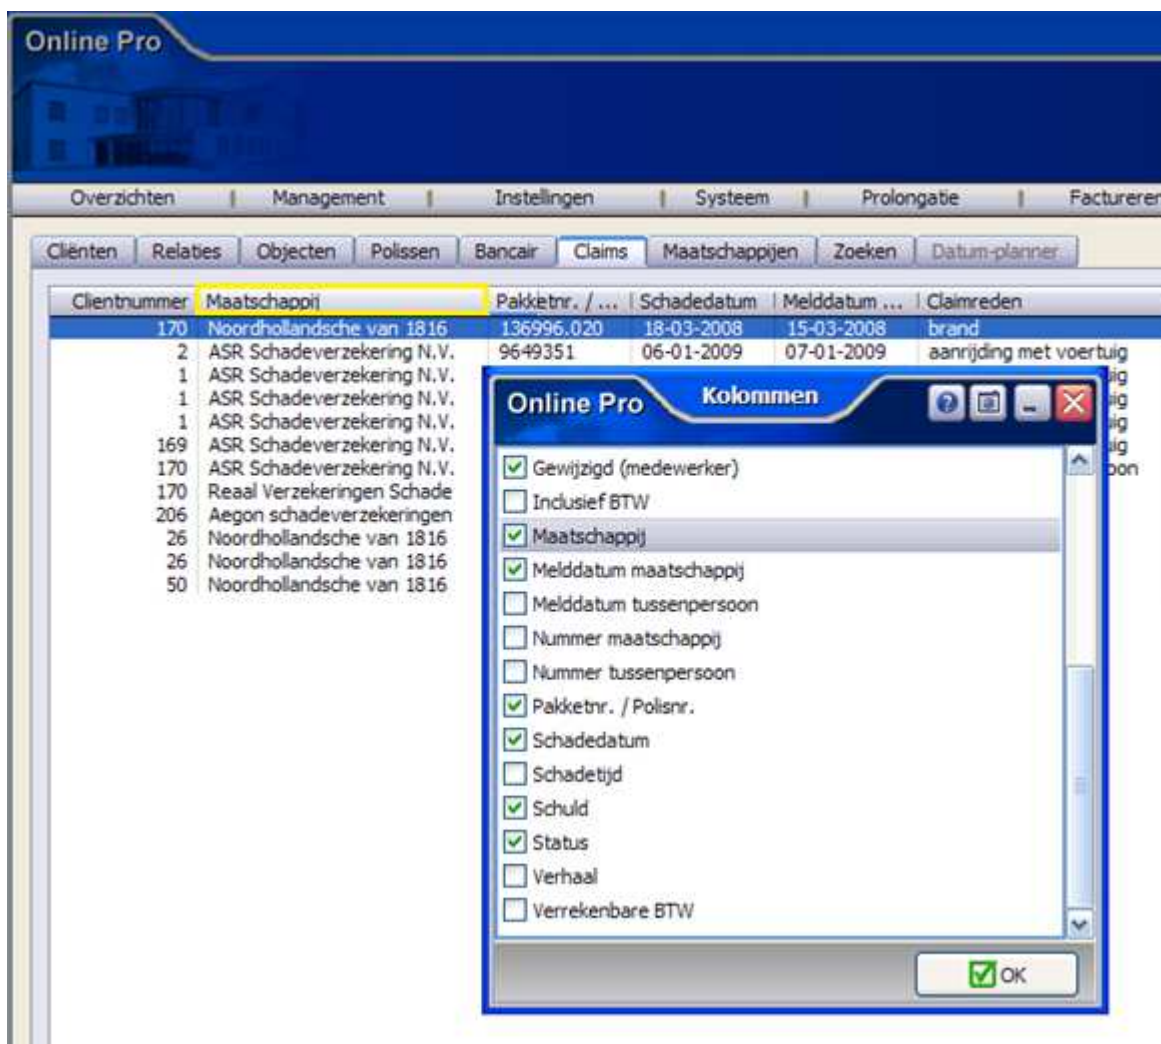 Online Pro
Overzichten | Management | Instellingen | Systeem | Prolongatie | Factureren
Cliënten Relaties Objecten Polissen Bancair Claims Maatschappijen Zoeken Datum-planner
Clientnummer Maatschappij Pakketnr. / ... Schadedatum Melddatum ... Claimreden
170 Noordhollandsche van 1816 136996.020 18-03-2008 15-03-2008 brand
2 ASR Schadeverzekering N.V. 9649351 06-01-2009 07-01-2009 aanrijding met voertuig
1 ASR Schadeverzekering N.V. uig
1 ASR Schadeverzekering N.V. uig
1 ASR Schadeverzekering N.V. uig
169 ASR Schadeverzekering N.V. uig
170 ASR Schadeverzekering N.V. oon
170 Reaal Verzekeringen Schade
206 Aegon schadeverzekeringen
26 Noordhollandsche van 1816
26 Noordhollandsche van 1816
50 Noordhollandsche van 1816
Online Pro Kolommen
Gewijzigd (medewerker)
Inclusief BTW
Maatschappij
Melddatum maatschappij
Melddatum tussenpersoon
Nummer maatschappij
Nummer tussenpersoon
Pakketnr. / Polisnr.
Schadedatum
Schadetijd
Schuld
Status
Verhaal
Verrekenbare BTW
OK